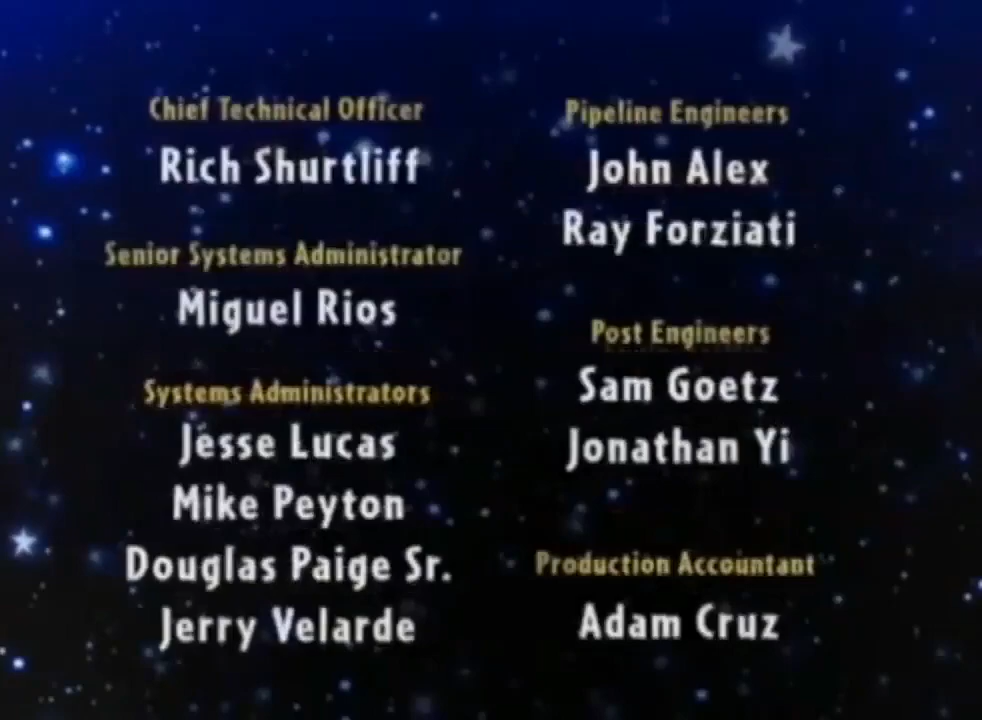 Chief Technical Officer
Rich Shurtliff
Senior Systems Administrator
Miguel Rios
Systems Administrators
Jesse Lucas
Mike Peyton
Douglas Paige Sr.
Jerry Velarde
Pipeline Engineers
John Alex
Ray Forziati
Post Engineers
Sam Goetz
Jonathan Yi
Production Accountant
Adam Cruz